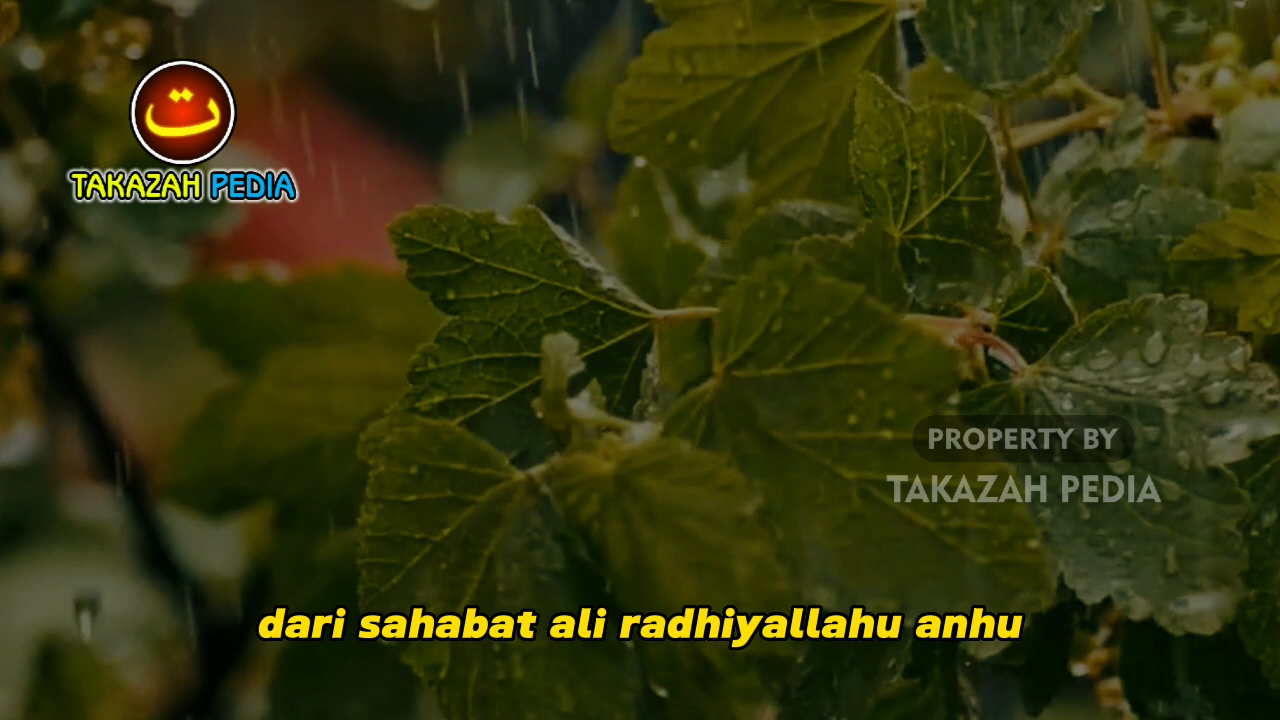 ت
TAKAZAH PEDIA
PROPERTY BY
TAKAZAH PEDIA
dari sahabat ali radhiyallahu anhu